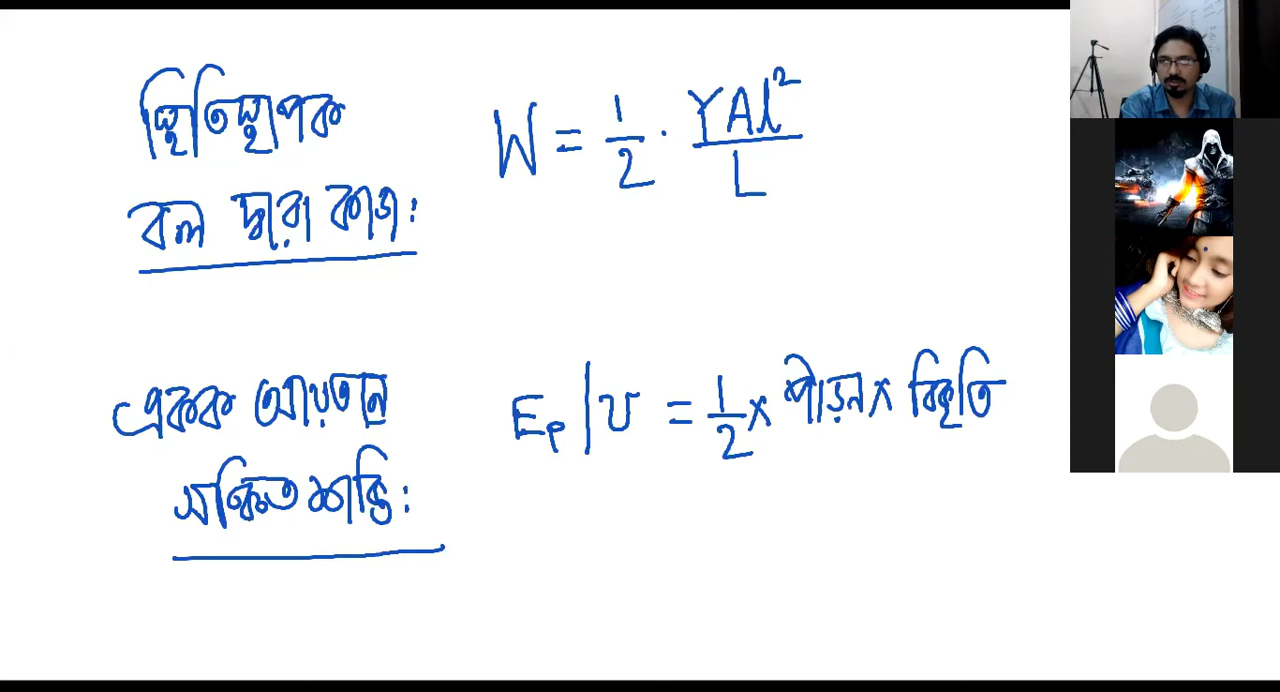 স্থিতিস্থাপক
বল দ্বারা কাজ:
W = 1/2 · YAl²/L
একক আয়তনে
সঞ্চিত শক্তি:
Eₚ | v = 1/2 × পীড়ন × বিকৃতি